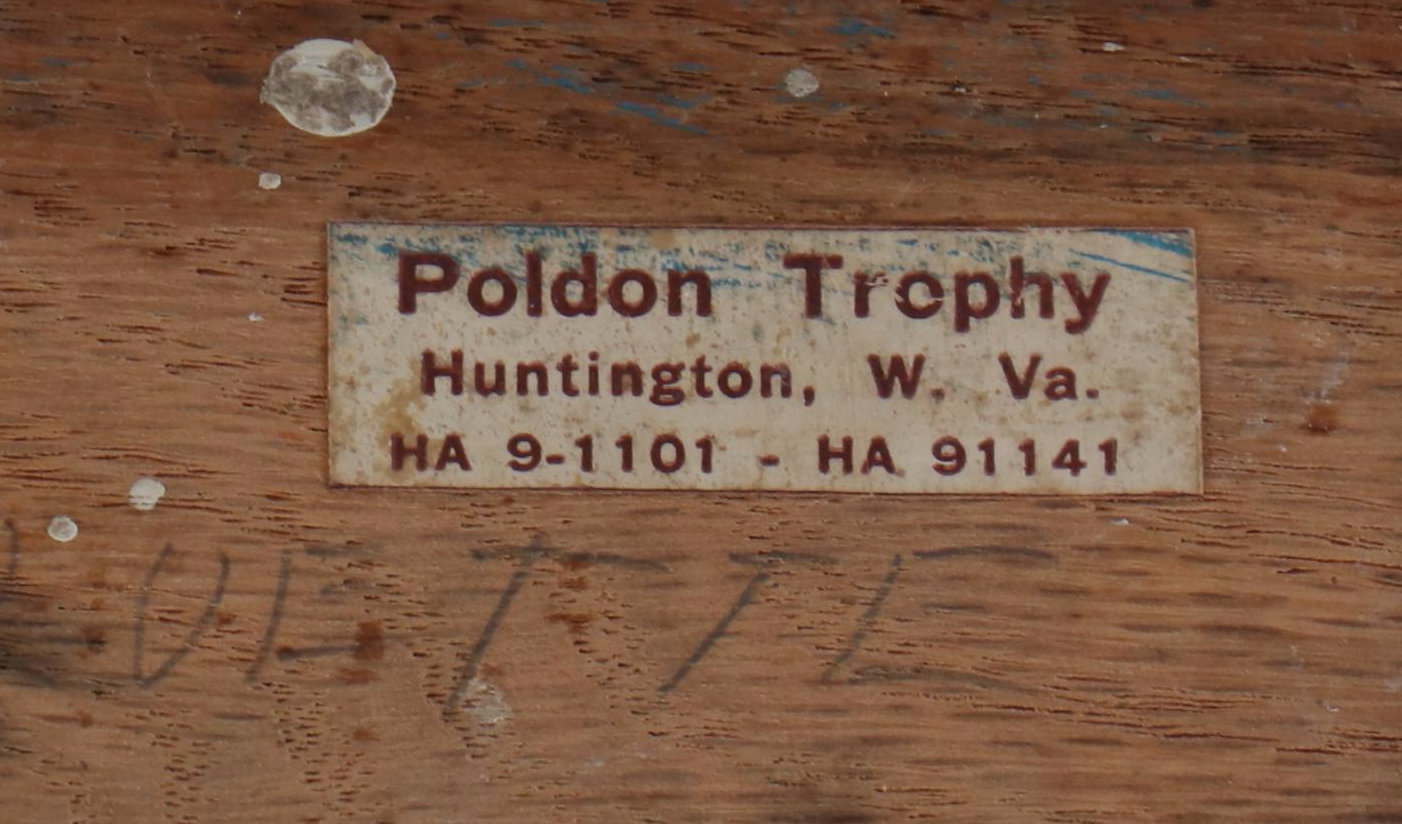 Poldon Trophy
Huntington, W. Va.
HA 9-1101 - HA 91141